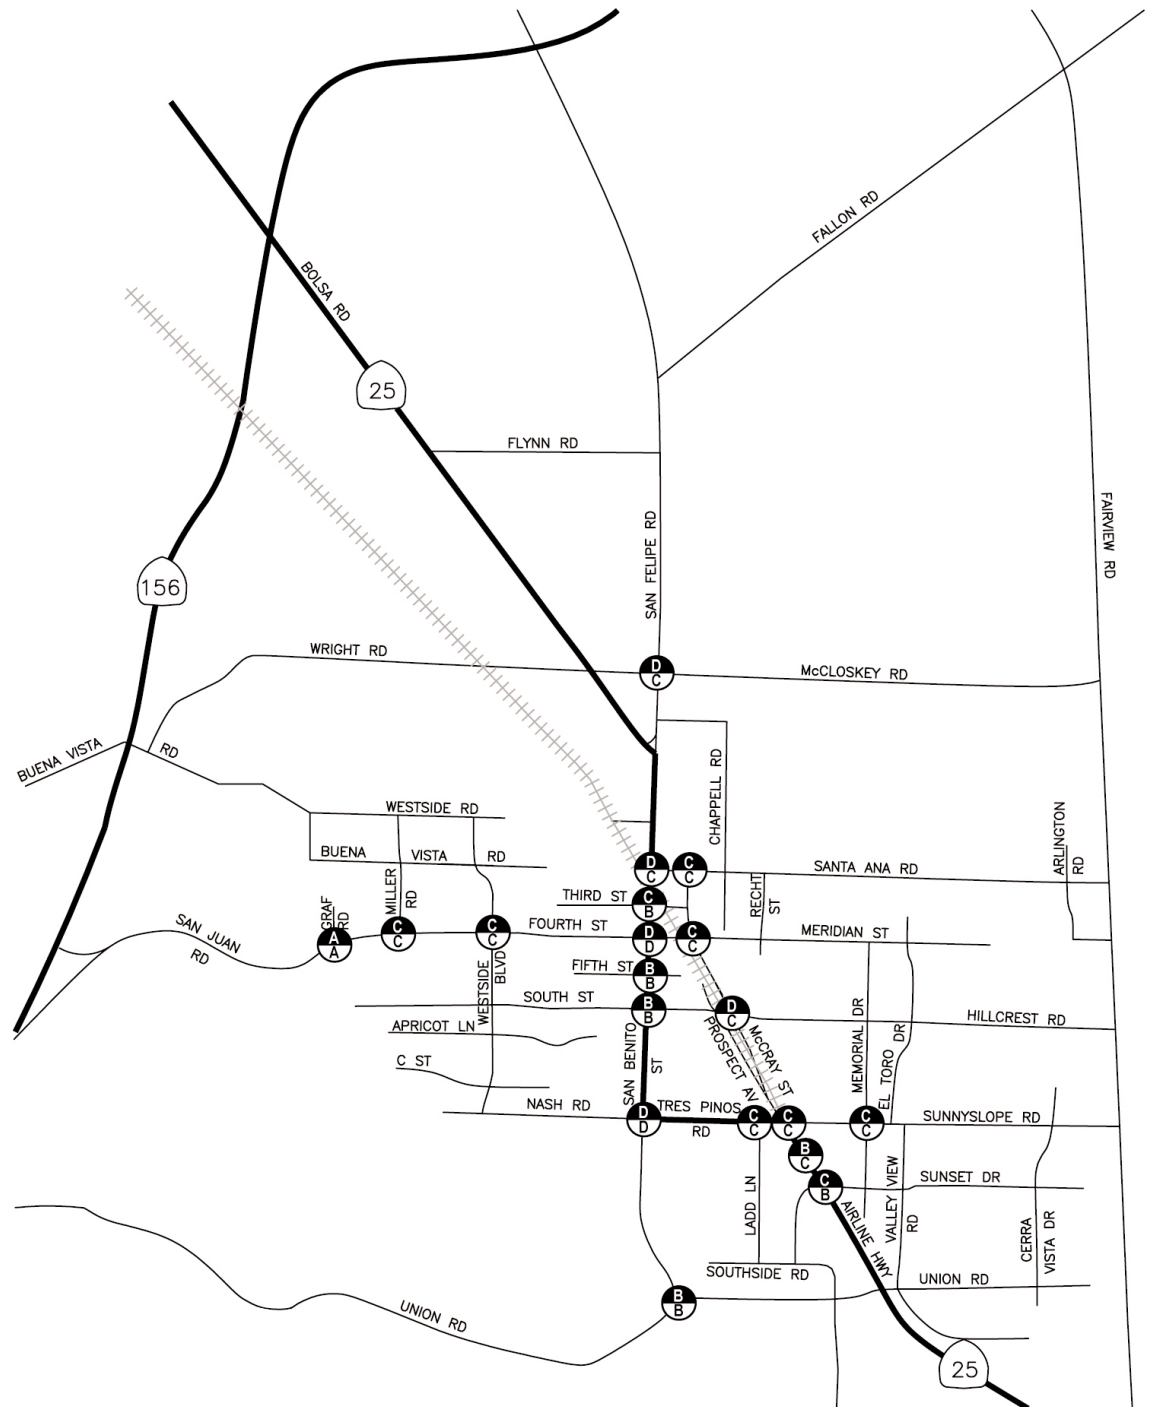 FALLON RD
BOLSA RD
25
FLYNN RD
SAN FELIPE RD
FAIRVIEW RD
156
WRIGHT RD
D
C
McCLOSKEY RD
BUENA VISTA
RD
CHAPPELL RD
WESTSIDE RD
ARLINGTON
RD
BUENA VISTA RD
D
C
C
C
SANTA ANA RD
MILLER
RD
THIRD ST
C
B
RECHT
ST
GRAF
RD
SAN JUAN
RD
A
A
C
C
C
C
FOURTH ST
D
D
C
C
MERIDIAN ST
WESTSIDE
BLVD
FIFTH ST
B
B
SOUTH ST
B
B
D
C
HILLCREST RD
APRICOT LN
SAN BENITO
ST
PROSPECT AV
McCRAY ST
MEMORIAL DR
EL TORO DR
C ST
NASH RD
D
D
TRES PINOS
RD
C
C
C
C
C
C
SUNNYSLOPE RD
B
C
C
B
SUNSET DR
LADD LN
AIRLINE HWY
VALLEY VIEW
RD
CERRA
VISTA DR
SOUTHSIDE RD
UNION RD
B
B
UNION RD
25